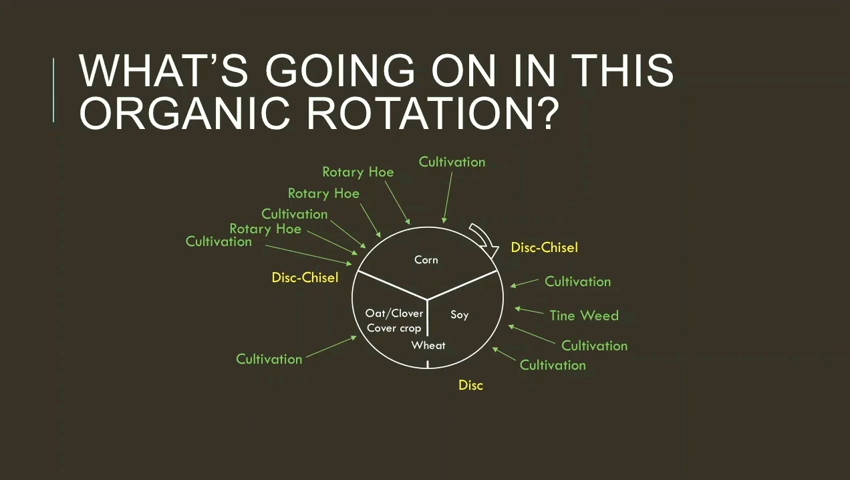 WHAT'S GOING ON IN THIS
ORGANIC ROTATION?
Cultivation
Rotary Hoe
Rotary Hoe
Cultivation
Rotary Hoe
Cultivation
Disc-Chisel
Disc-Chisel
Corn
Cultivation
Oat/Clover
Cover crop
Soy
Tine Weed
Wheat
Cultivation
Cultivation
Cultivation
Disc